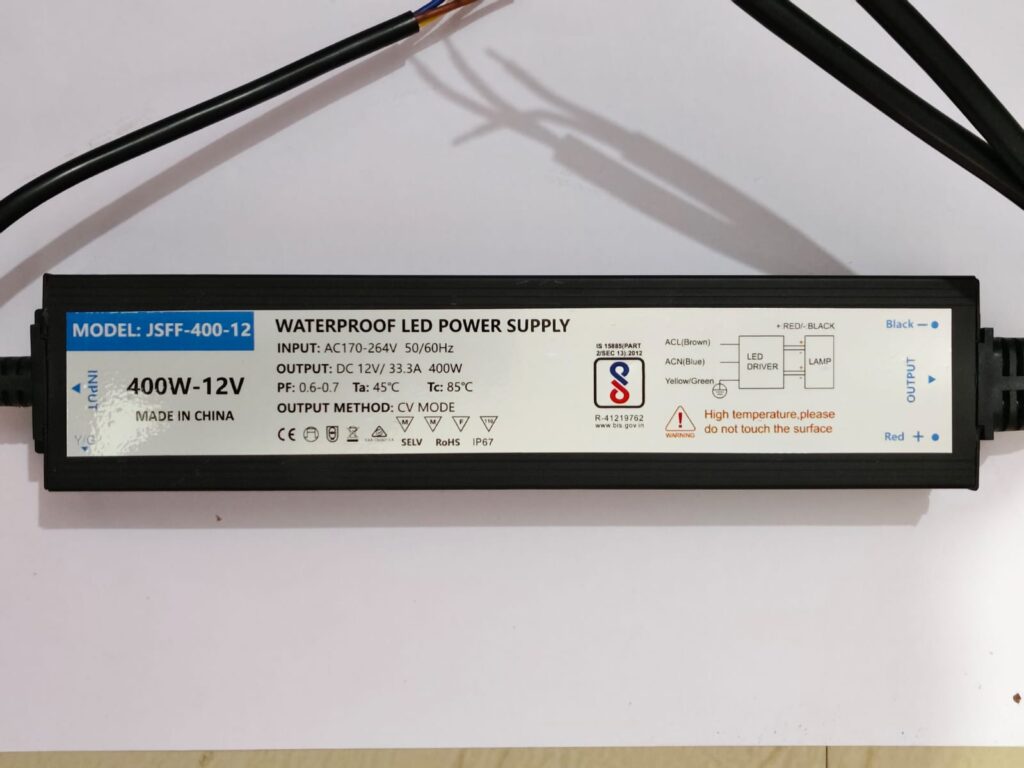 MODEL: JSFF-400-12
INPUT
400W-12V
MADE IN CHINA
Y/G
WATERPROOF LED POWER SUPPLY
INPUT: AC170-264V 50/60Hz
OUTPUT: DC 12V/ 33.3A 400W
PF: 0.6-0.7 Ta: 45℃ Tc: 85℃
OUTPUT METHOD: CV MODE
CE M M F 110
SELV RoHS IP67
IS 15885(PART
2/SEC 13):2012
R-41219762
www.bis.gov.in
+ RED/-:BLACK
ACL(Brown)
ACN(Blue)
Yellow/Green
LED
DRIVER
+
-
+
-
LAMP
WARNING
High temperature,please
do not touch the surface
Black −
OUTPUT
Red +